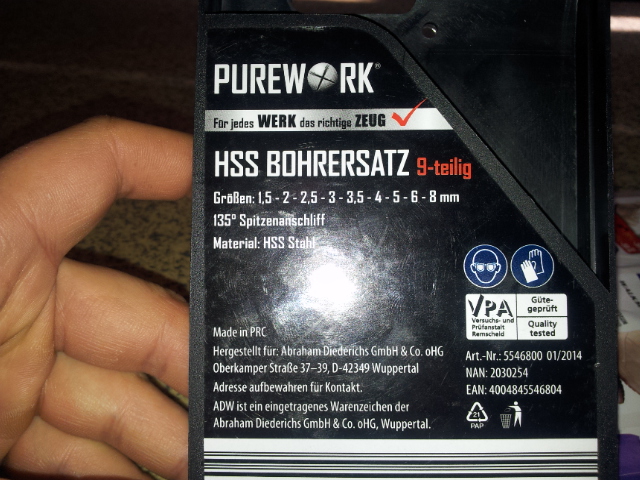 PUREWORK®
Für jedes WERK das richtige ZEUG
HSS BOHRERSATZ 9-teilig
Größen: 1,5 - 2 - 2,5 - 3 - 3,5 - 4 - 5 - 6 - 8 mm
135° Spitzenanschliff
Material: HSS Stahl
VPA
Versuchs- und
Prüfanstalt
Remscheid
Güte-
geprüft
Quality
tested
Made in PRC
Hergestellt für: Abraham Diederichs GmbH & Co. oHG
Oberkamper Straße 37–39, D-42349 Wuppertal
Adresse aufbewahren für Kontakt.
ADW ist ein eingetragenes Warenzeichen der
Abraham Diederichs GmbH & Co. oHG, Wuppertal.
Art.-Nr.: 5546800 01/2014
NAN: 2030254
EAN: 4004845546804
21
PAP